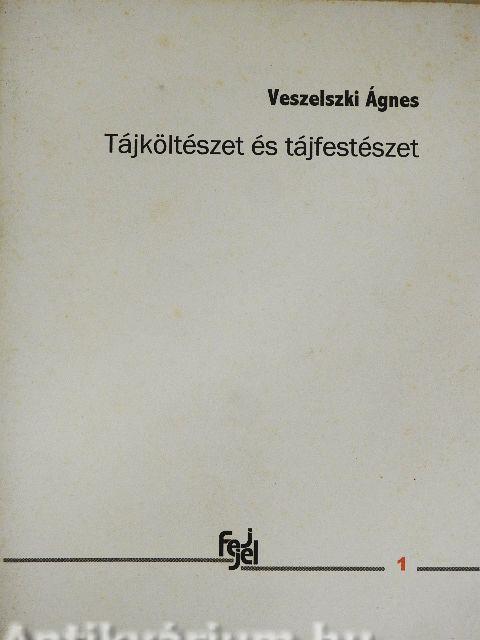 Veszelszki Ágnes
Tájköltészet és tájfestészet
Fejjel
1
Antikvárium.hu